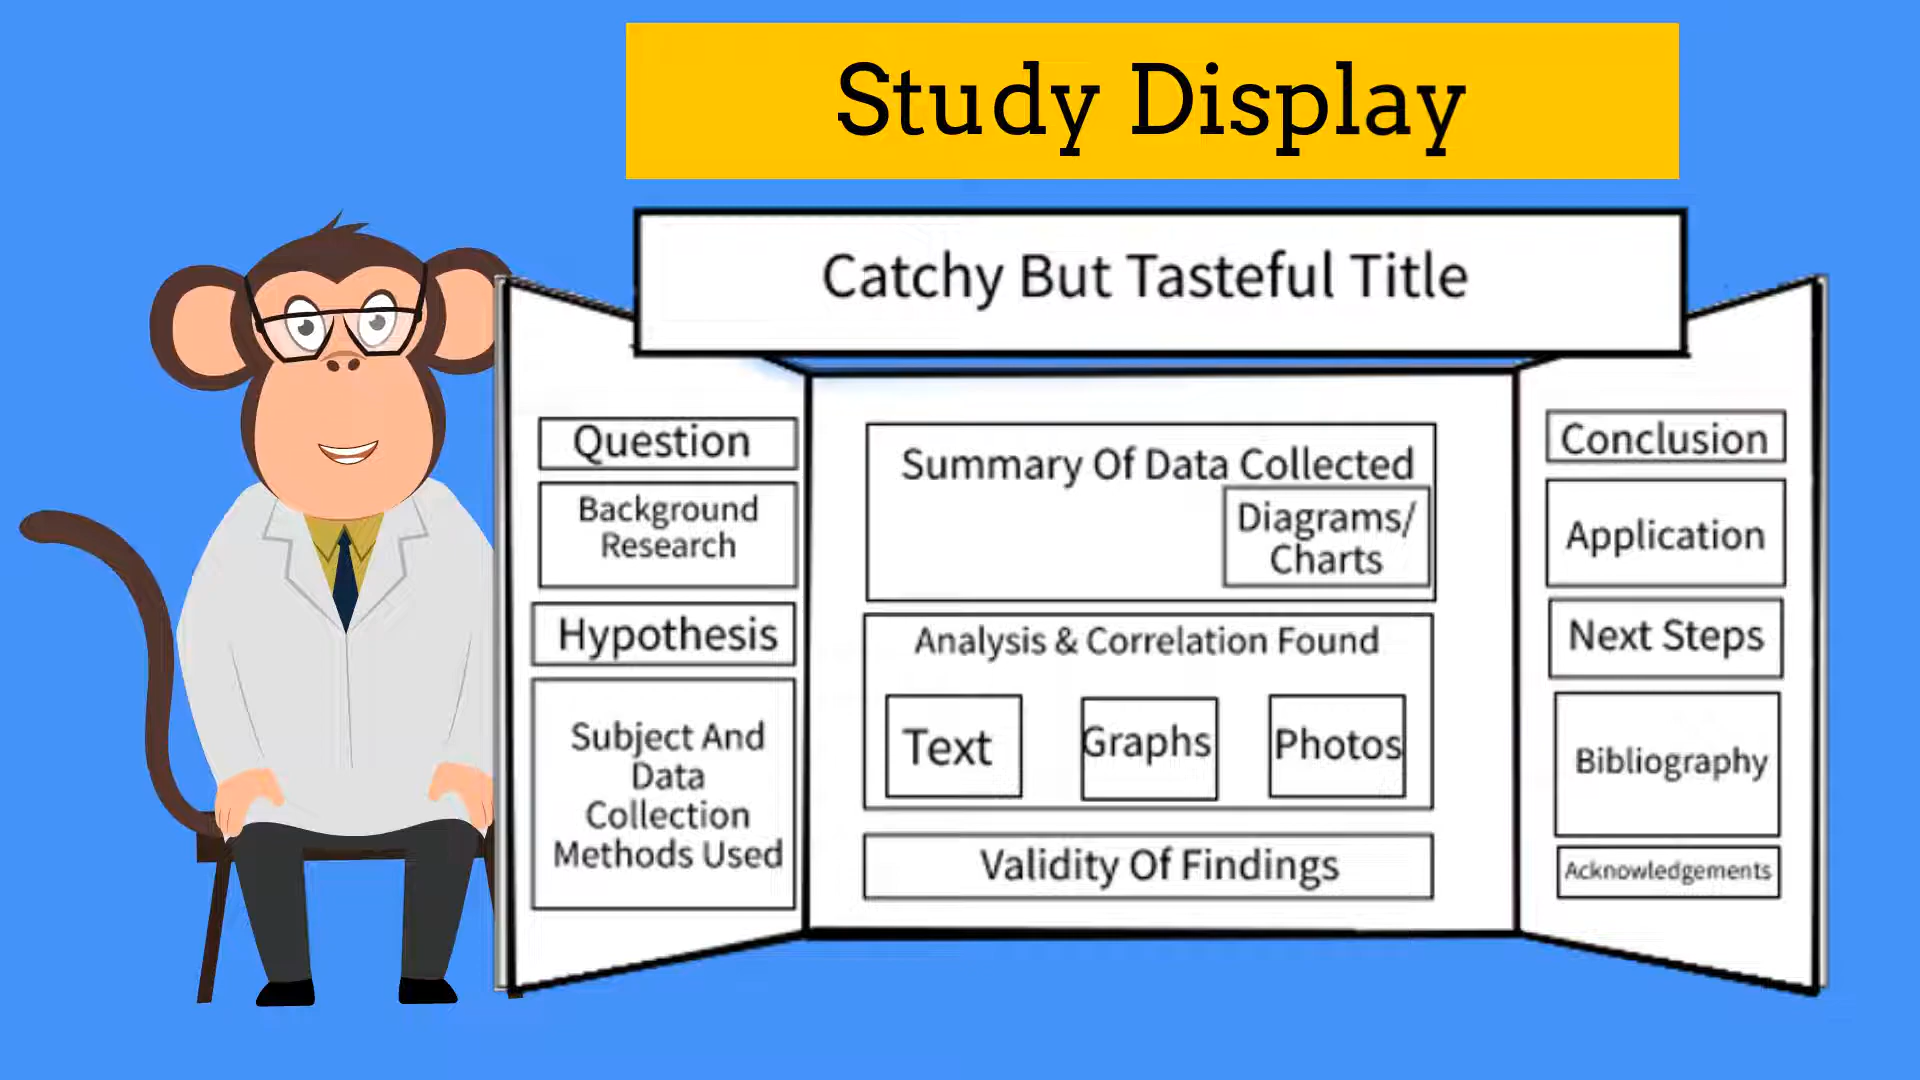 Study Display
Catchy But Tasteful Title
Question
Background
Research
Hypothesis
Subject And
Data
Collection
Methods Used
Summary Of Data Collected
Diagrams/
Charts
Analysis & Correlation Found
Text
Graphs
Photos
Validity Of Findings
Conclusion
Application
Next Steps
Bibliography
Acknowledgements